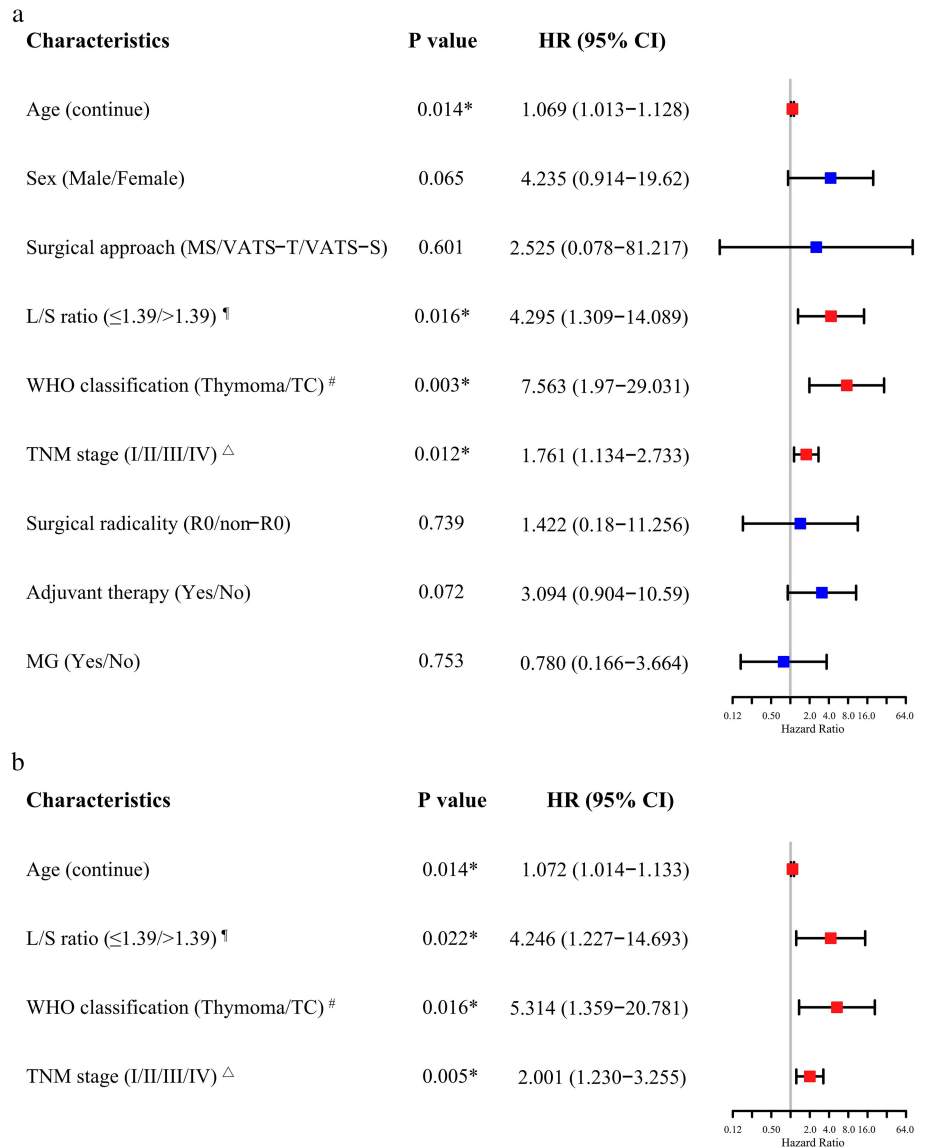 a
Characteristics P value HR (95% CI)
Age (continue) 0.014* 1.069 (1.013−1.128)
Sex (Male/Female) 0.065 4.235 (0.914−19.62)
Surgical approach (MS/VATS−T/VATS−S) 0.601 2.525 (0.078−81.217)
L/S ratio (≤1.39/>1.39) ¶ 0.016* 4.295 (1.309−14.089)
WHO classification (Thymoma/TC) # 0.003* 7.563 (1.97−29.031)
TNM stage (I/II/III/IV) △ 0.012* 1.761 (1.134−2.733)
Surgical radicality (R0/non−R0) 0.739 1.422 (0.18−11.256)
Adjuvant therapy (Yes/No) 0.072 3.094 (0.904−10.59)
MG (Yes/No) 0.753 0.780 (0.166−3.664)
0.12 0.50 2.0 4.0 8.0 16.0 64.0
Hazard Ratio
b
Characteristics P value HR (95% CI)
Age (continue) 0.014* 1.072 (1.014−1.133)
L/S ratio (≤1.39/>1.39) ¶ 0.022* 4.246 (1.227−14.693)
WHO classification (Thymoma/TC) # 0.016* 5.314 (1.359−20.781)
TNM stage (I/II/III/IV) △ 0.005* 2.001 (1.230−3.255)
0.12 0.50 2.0 4.0 8.0 16.0 64.0
Hazard Ratio